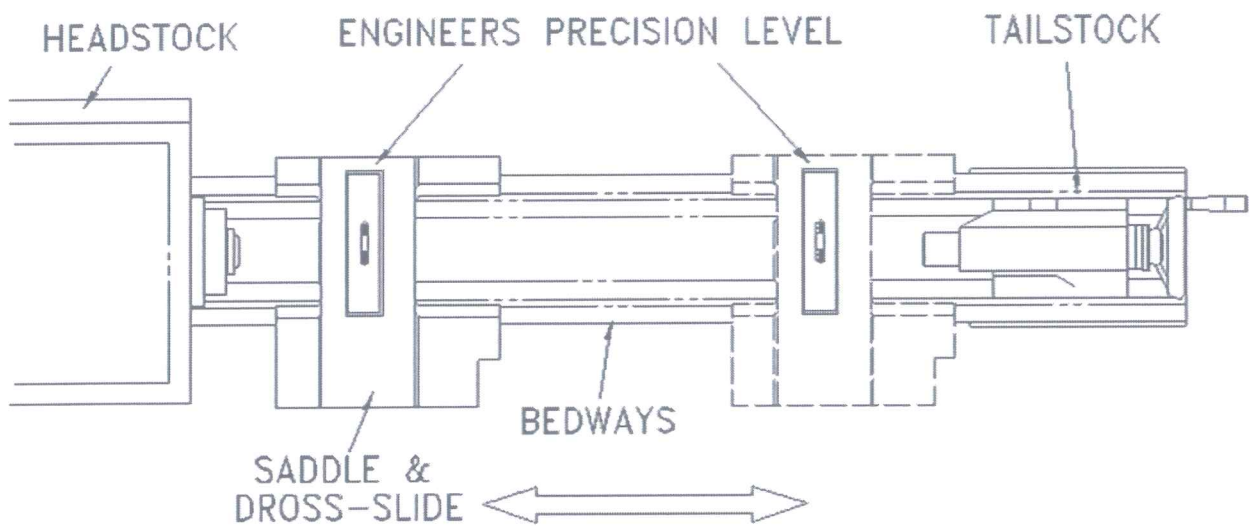 HEADSTOCK
ENGINEERS PRECISION LEVEL
TAILSTOCK
BEDWAYS
SADDLE &
DROSS-SLIDE